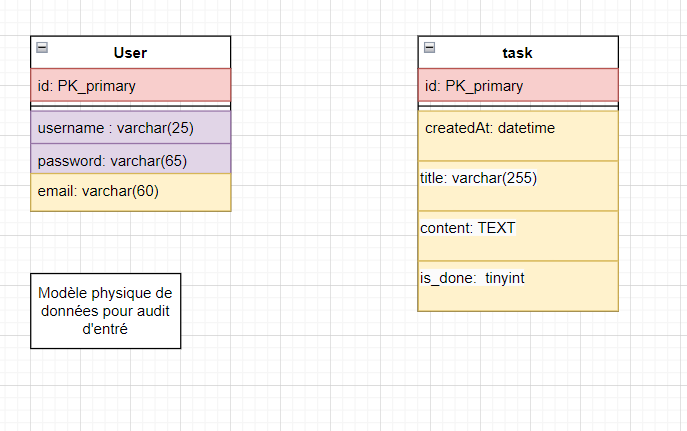 User
id: PK_primary
username : varchar(25)
password: varchar(65)
email: varchar(60)
task
id: PK_primary
createdAt: datetime
title: varchar(255)
content: TEXT
is_done: tinyint
Modèle physique de
données pour audit
d'entré